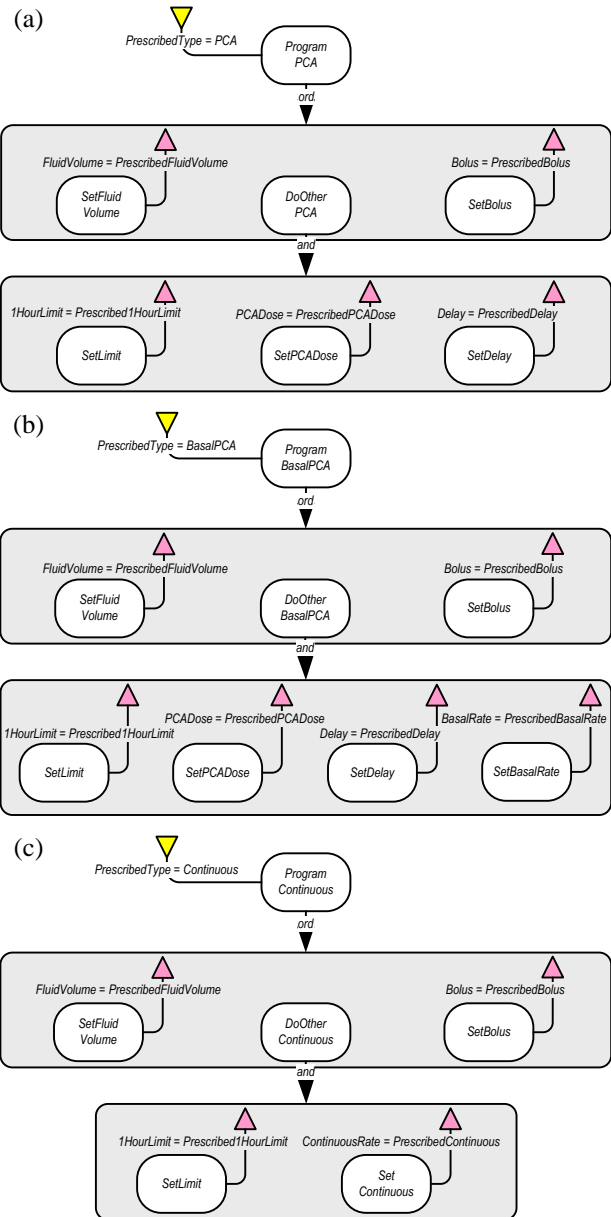 (a)
PrescribedType = PCA
Program
PCA
ord
FluidVolume = PrescribedFluidVolume
Bolus = PrescribedBolus
SetFluid
Volume
DoOther
PCA
SetBolus
and
1HourLimit = Prescribed1HourLimit
PCADose = PrescribedPCADose
Delay = PrescribedDelay
SetLimit
SetPCADose
SetDelay
(b)
PrescribedType = BasalPCA
Program
BasalPCA
ord
FluidVolume = PrescribedFluidVolume
Bolus = PrescribedBolus
SetFluid
Volume
DoOther
BasalPCA
SetBolus
and
1HourLimit = Prescribed1HourLimit
PCADose = PrescribedPCADose
Delay = PrescribedDelay
BasalRate = PrescribedBasalRate
SetLimit
SetPCADose
SetDelay
SetBasalRate
(c)
PrescribedType = Continuous
Program
Continuous
ord
FluidVolume = PrescribedFluidVolume
Bolus = PrescribedBolus
SetFluid
Volume
DoOther
Continuous
SetBolus
and
1HourLimit = Prescribed1HourLimit
ContinuousRate = PrescribedContinuous
SetLimit
Set
Continuous